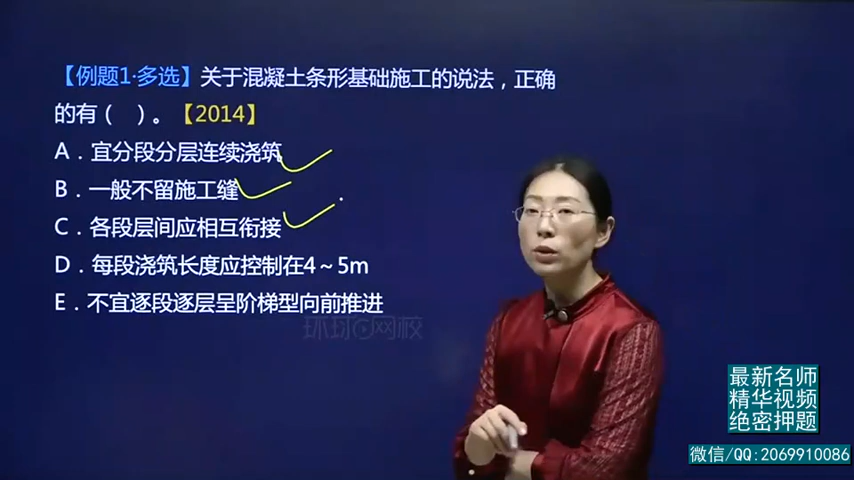 【例题1·多选】关于混凝土条形基础施工的说法，正确
的有（ ）。【2014】
A．宜分段分层连续浇筑
B．一般不留施工缝
C．各段层间应相互衔接
D．每段浇筑长度应控制在4～5m
E．不宜逐段逐层呈阶梯型向前推进
环球网校
最新名师
精华视频
绝密押题
微信/QQ:2069910086